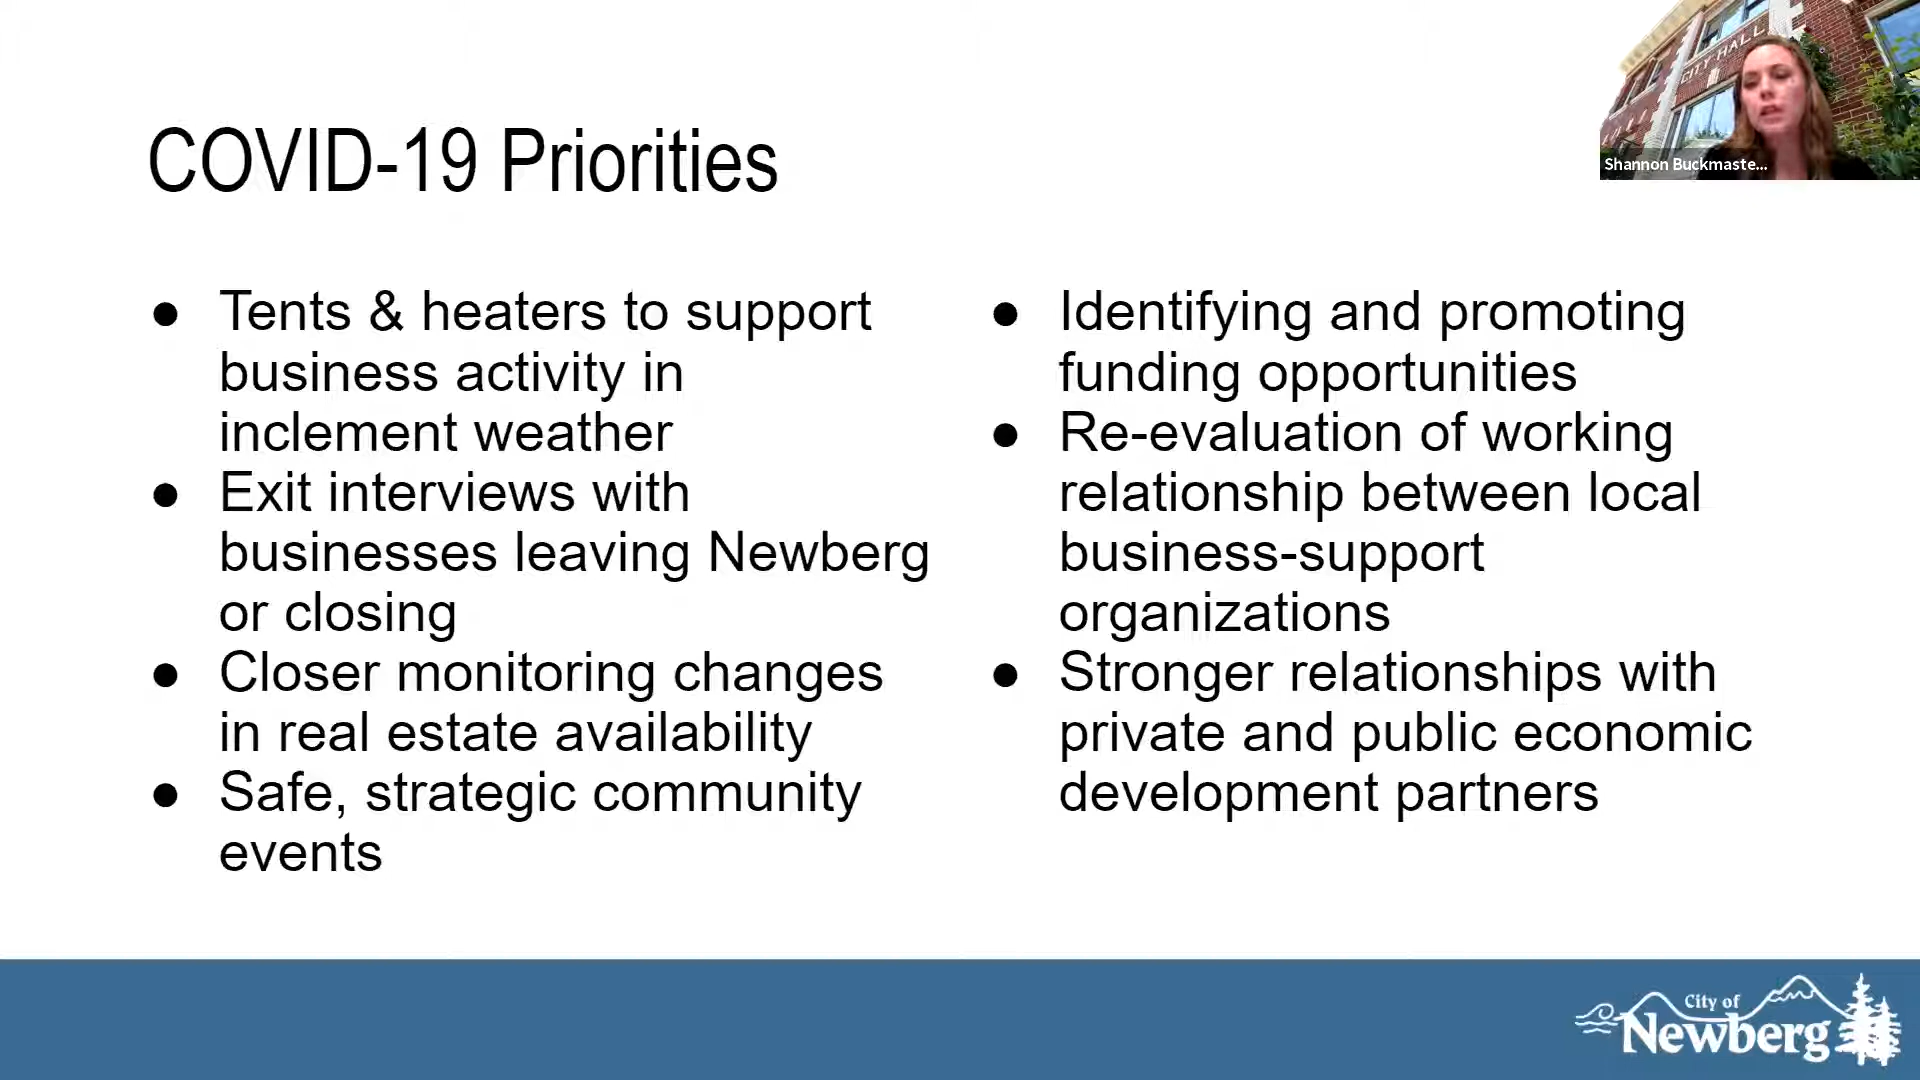 COVID-19 Priorities
CITY HALL
Shannon Buckmaste...
● Tents & heaters to support
business activity in
inclement weather
● Exit interviews with
businesses leaving Newberg
or closing
● Closer monitoring changes
in real estate availability
● Safe, strategic community
events
● Identifying and promoting
funding opportunities
● Re-evaluation of working
relationship between local
business-support
organizations
● Stronger relationships with
private and public economic
development partners
City of
Newberg